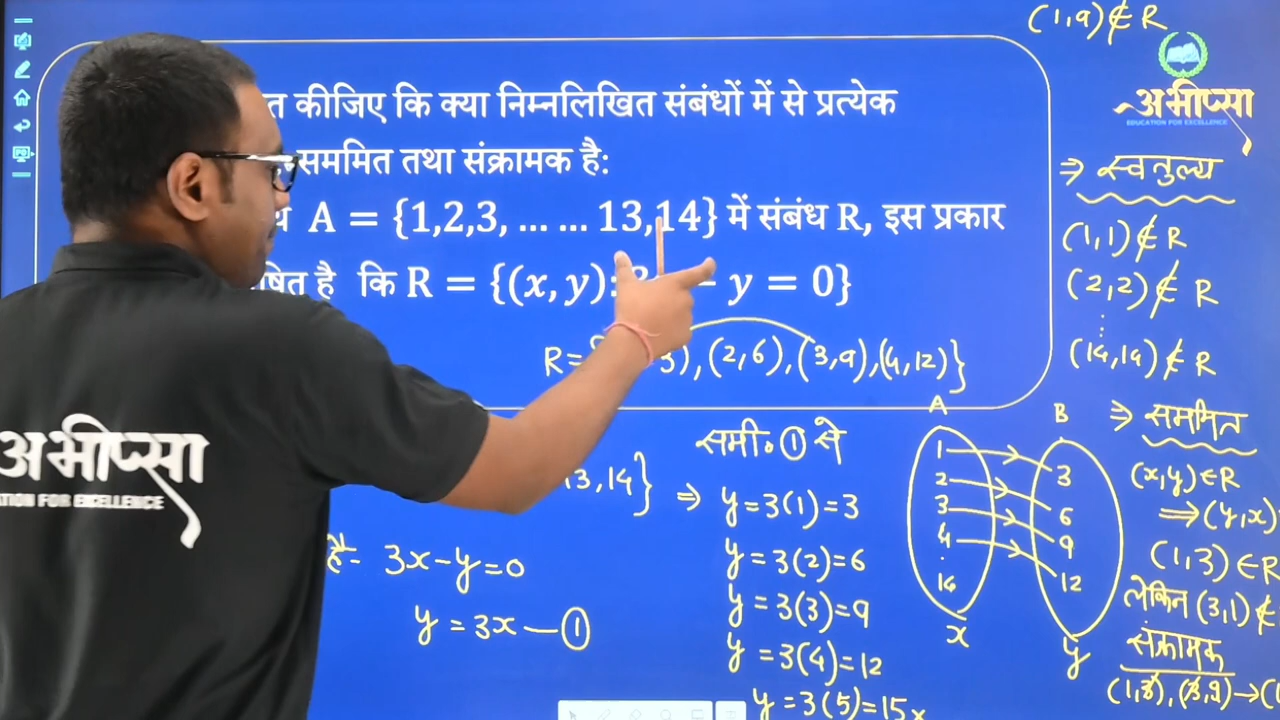 (1,9) ∉ R
अभीप्सा
EDUCATION FOR EXCELLENCE
कीजिए कि क्या निम्नलिखित संबंधों में से प्रत्येक
सममित तथा संक्रामक है:
A = {1,2,3, ... ... 13,14} में संबंध R, इस प्रकार
है कि R = {(x, y): − y = 0}
R= 3), (2,6), (3,9), (4,12)}
13,14}
3x-y=0
y = 3x — ①
समी० ① से
⇒ y = 3(1) = 3
y = 3(2) = 6
y = 3(3) = 9
y = 3(4) = 12
y = 3(5) = 15 x
A B
1 3
2 6
3 9
4 12
14
x y
⇒ स्वतुल्य
(1,1) ∉ R
(2,2) ∉ R
(14,14) ∉ R
⇒ सममित
(x,y) ∈ R
⇒ (y,x)
(1,3) ∈ R
लेकिन (3,1) ∉
संक्रामक
(1,3), (3,9) → (1
अभीप्सा
FOR EXCELLENCE